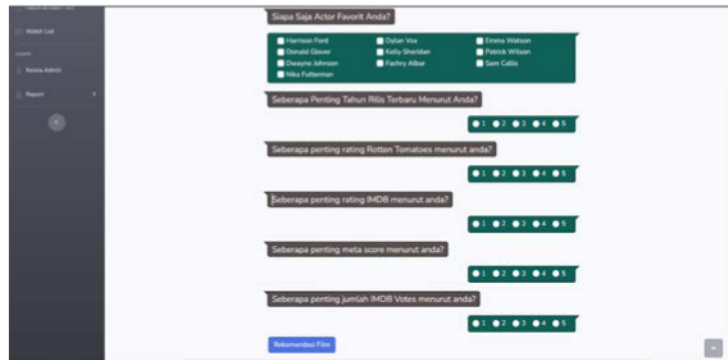 Watch List
Kelola Admin
Report
Siapa Saja Actor Favorit Anda?
Harrison Ford Dylan Vox Emma Watson
Donald Glover Kelly Sheridan Patrick Wilson
Dwayne Johnson Fachry Albar Sam Callis
Nika Futterman
Seberapa Penting Tahun Rilis Terbaru Menurut Anda?
1 2 3 4 5
Seberapa penting rating Rotten Tomatoes menurut anda?
1 2 3 4 5
Seberapa penting rating IMDB menurut anda?
1 2 3 4 5
Seberapa penting meta score menurut anda?
1 2 3 4 5
Seberapa penting jumlah IMDB Votes menurut anda?
1 2 3 4 5
Rekomendasi Film